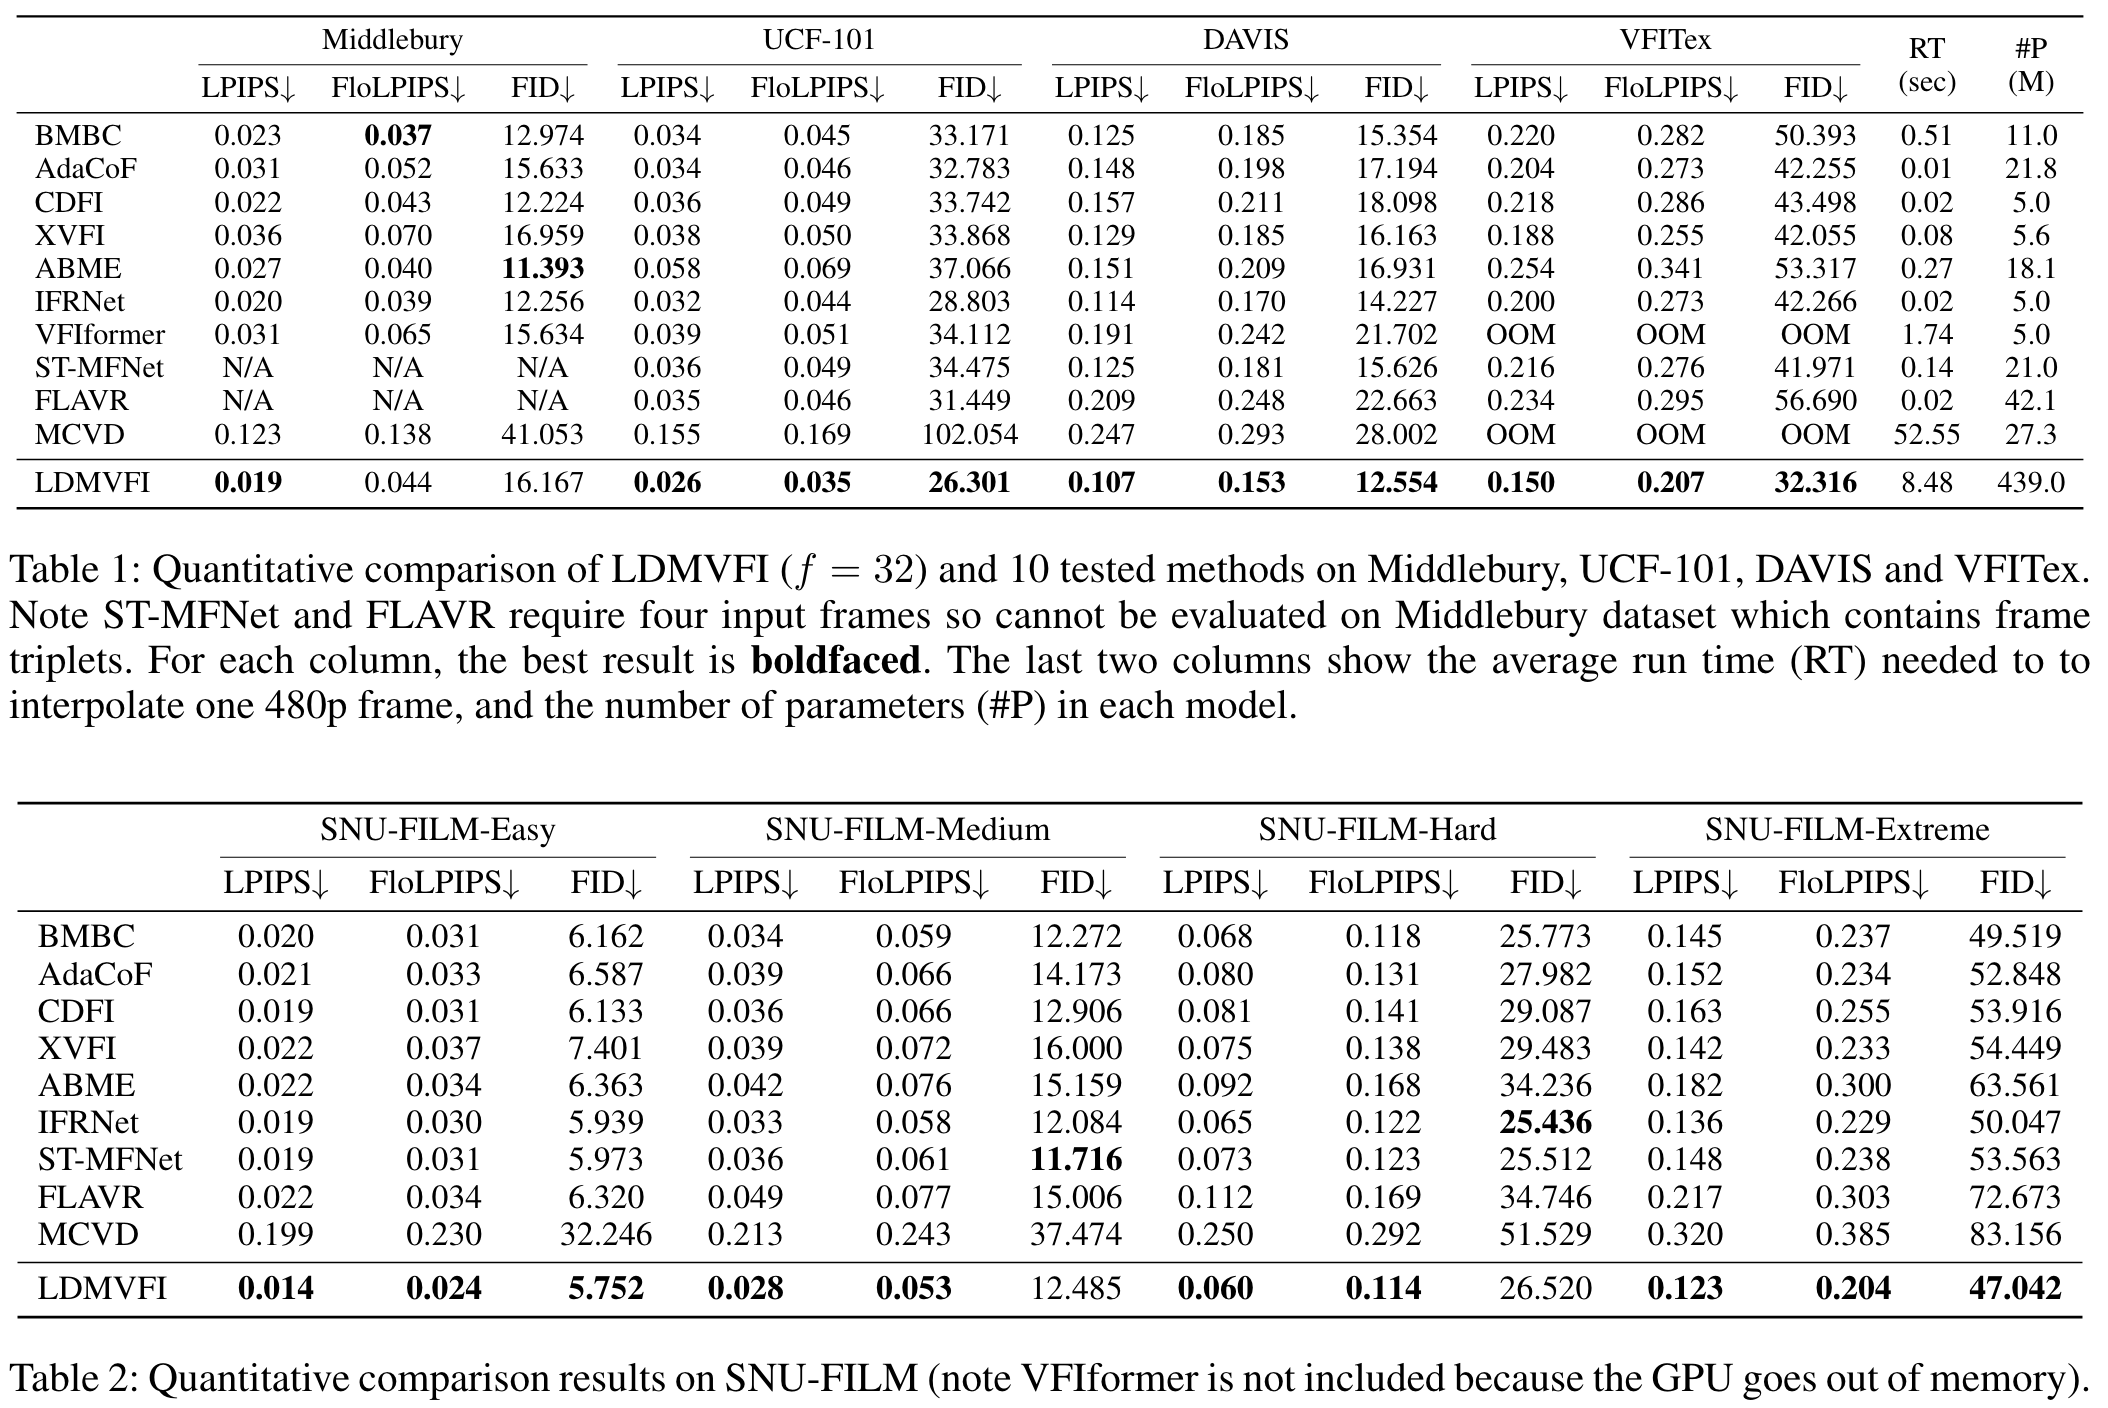 Middlebury UCF-101 DAVIS VFITex RT #P
LPIPS↓ FloLPIPS↓ FID↓ LPIPS↓ FloLPIPS↓ FID↓ LPIPS↓ FloLPIPS↓ FID↓ LPIPS↓ FloLPIPS↓ FID↓ (sec) (M)
BMBC 0.023 0.037 12.974 0.034 0.045 33.171 0.125 0.185 15.354 0.220 0.282 50.393 0.51 11.0
AdaCoF 0.031 0.052 15.633 0.034 0.046 32.783 0.148 0.198 17.194 0.204 0.273 42.255 0.01 21.8
CDFI 0.022 0.043 12.224 0.036 0.049 33.742 0.157 0.211 18.098 0.218 0.286 43.498 0.02 5.0
XVFI 0.036 0.070 16.959 0.038 0.050 33.868 0.129 0.185 16.163 0.188 0.255 42.055 0.08 5.6
ABME 0.027 0.040 11.393 0.058 0.069 37.066 0.151 0.209 16.931 0.254 0.341 53.317 0.27 18.1
IFRNet 0.020 0.039 12.256 0.032 0.044 28.803 0.114 0.170 14.227 0.200 0.273 42.266 0.02 5.0
VFIformer 0.031 0.065 15.634 0.039 0.051 34.112 0.191 0.242 21.702 OOM OOM OOM 1.74 5.0
ST-MFNet N/A N/A N/A 0.036 0.049 34.475 0.125 0.181 15.626 0.216 0.276 41.971 0.14 21.0
FLAVR N/A N/A N/A 0.035 0.046 31.449 0.209 0.248 22.663 0.234 0.295 56.690 0.02 42.1
MCVD 0.123 0.138 41.053 0.155 0.169 102.054 0.247 0.293 28.002 OOM OOM OOM 52.55 27.3
LDMVFI 0.019 0.044 16.167 0.026 0.035 26.301 0.107 0.153 12.554 0.150 0.207 32.316 8.48 439.0
Table 1: Quantitative comparison of LDMVFI (f = 32) and 10 tested methods on Middlebury, UCF-101, DAVIS and VFITex.
Note ST-MFNet and FLAVR require four input frames so cannot be evaluated on Middlebury dataset which contains frame
triplets. For each column, the best result is boldfaced. The last two columns show the average run time (RT) needed to to
interpolate one 480p frame, and the number of parameters (#P) in each model.
SNU-FILM-Easy SNU-FILM-Medium SNU-FILM-Hard SNU-FILM-Extreme
LPIPS↓ FloLPIPS↓ FID↓ LPIPS↓ FloLPIPS↓ FID↓ LPIPS↓ FloLPIPS↓ FID↓ LPIPS↓ FloLPIPS↓ FID↓
BMBC 0.020 0.031 6.162 0.034 0.059 12.272 0.068 0.118 25.773 0.145 0.237 49.519
AdaCoF 0.021 0.033 6.587 0.039 0.066 14.173 0.080 0.131 27.982 0.152 0.234 52.848
CDFI 0.019 0.031 6.133 0.036 0.066 12.906 0.081 0.141 29.087 0.163 0.255 53.916
XVFI 0.022 0.037 7.401 0.039 0.072 16.000 0.075 0.138 29.483 0.142 0.233 54.449
ABME 0.022 0.034 6.363 0.042 0.076 15.159 0.092 0.168 34.236 0.182 0.300 63.561
IFRNet 0.019 0.030 5.939 0.033 0.058 12.084 0.065 0.122 25.436 0.136 0.229 50.047
ST-MFNet 0.019 0.031 5.973 0.036 0.061 11.716 0.073 0.123 25.512 0.148 0.238 53.563
FLAVR 0.022 0.034 6.320 0.049 0.077 15.006 0.112 0.169 34.746 0.217 0.303 72.673
MCVD 0.199 0.230 32.246 0.213 0.243 37.474 0.250 0.292 51.529 0.320 0.385 83.156
LDMVFI 0.014 0.024 5.752 0.028 0.053 12.485 0.060 0.114 26.520 0.123 0.204 47.042
Table 2: Quantitative comparison results on SNU-FILM (note VFIformer is not included because the GPU goes out of memory).